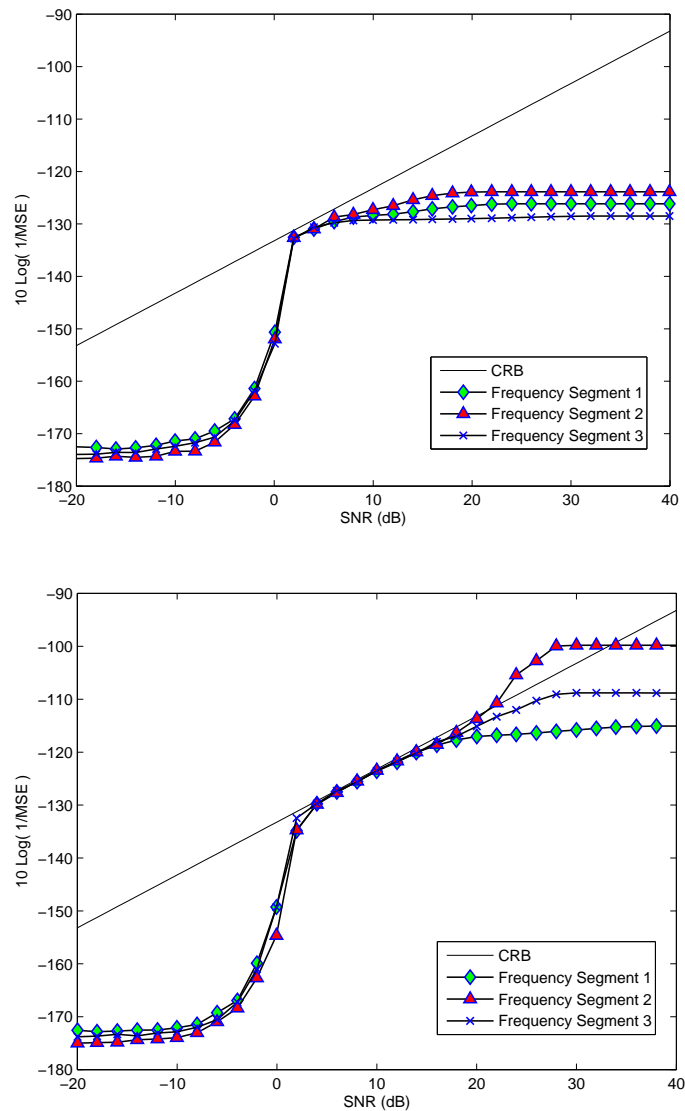 −90
−100
−110
−120
−130
−140
−150
−160
−170
−180
10 Log( 1/MSE )
−20
−10
0
10
20
30
40
SNR (dB)
CRB
Frequency Segment 1
Frequency Segment 2
Frequency Segment 3
−90
−100
−110
−120
−130
−140
−150
−160
−170
−180
10 Log( 1/MSE )
−20
−10
0
10
20
30
40
SNR (dB)
CRB
Frequency Segment 1
Frequency Segment 2
Frequency Segment 3